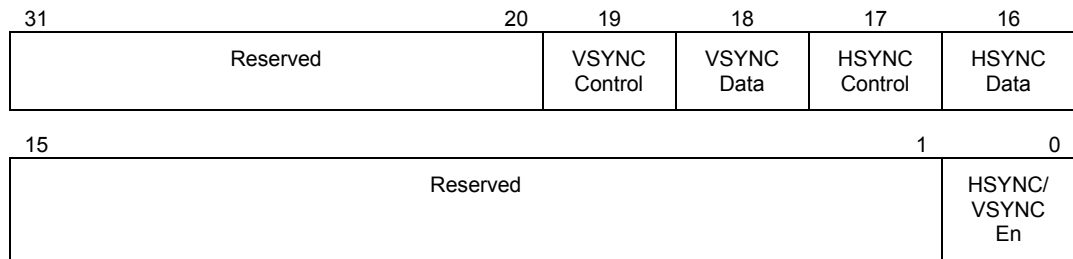 31 20 19 18 17 16
Reserved VSYNC VSYNC HSYNC HSYNC
Control Data Control Data
15 1 0
Reserved HSYNC/
VSYNC
En